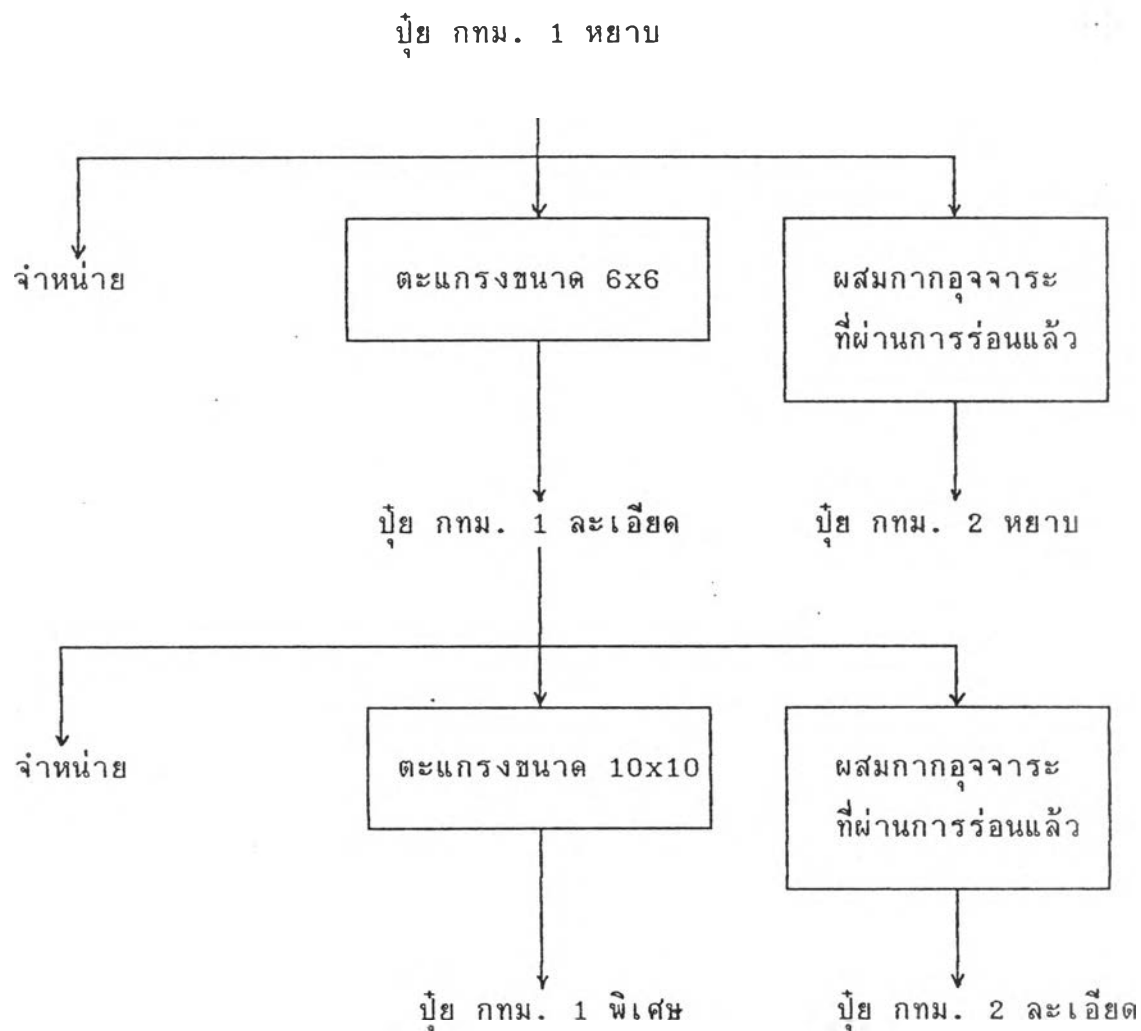 ปุ๋ย กทม. 1 หยาบ
จำหน่าย
ตะแกรงขนาด 6x6
ผสมกากอุจจาระ
ที่ผ่านการร่อนแล้ว
ปุ๋ย กทม. 1 ละเอียด
ปุ๋ย กทม. 2 หยาบ
จำหน่าย
ตะแกรงขนาด 10x10
ผสมกากอุจจาระ
ที่ผ่านการร่อนแล้ว
ปุ๋ย กทม. 1 พิเศษ
ปุ๋ย กทม. 2 ละเอียด